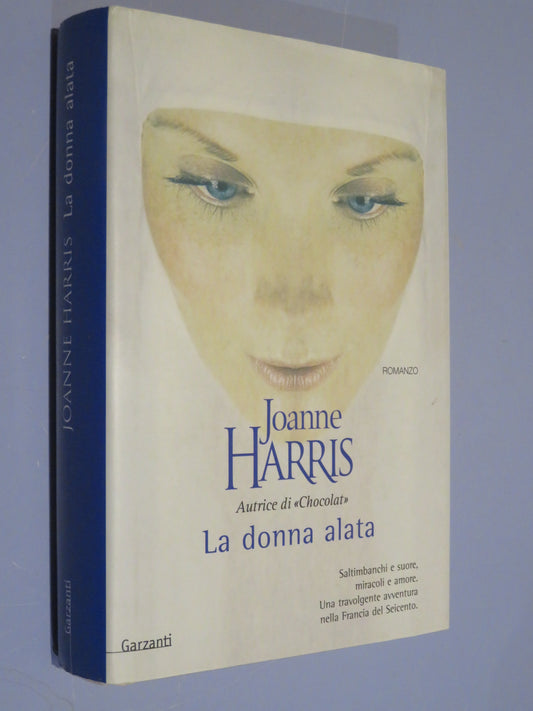 JOANNE HARRIS La donna alata
Garzanti
ROMANZO
Joanne
HARRIS
Autrice di «Chocolat»
La donna alata
Saltimbanchi e suore,
miracoli e amore.
Una travolgente avventura
nella Francia del Seicento.
Garzanti